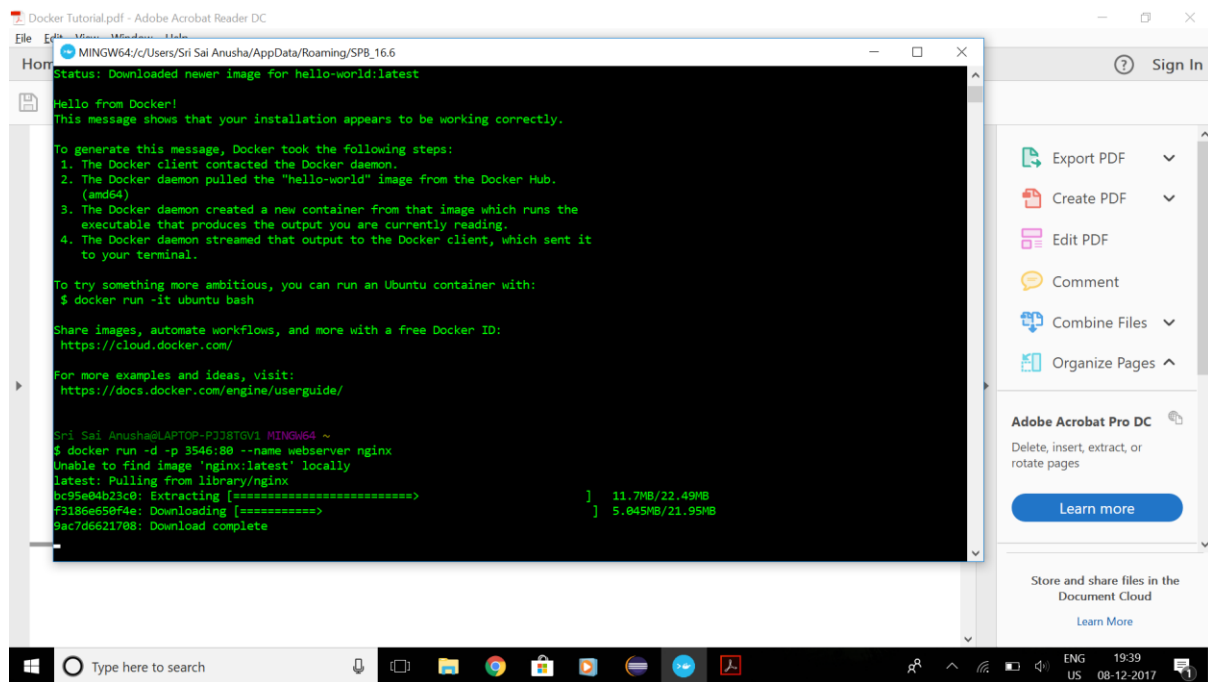 Docker Tutorial.pdf - Adobe Acrobat Reader DC
File Edit View Window Help
MINGW64:/c/Users/Sri Sai Anusha/AppData/Roaming/SPB_16.6
Hom
Sign In
Status: Downloaded newer image for hello-world:latest
Hello from Docker!
This message shows that your installation appears to be working correctly.
To generate this message, Docker took the following steps:
1. The Docker client contacted the Docker daemon.
2. The Docker daemon pulled the "hello-world" image from the Docker Hub.
(amd64)
3. The Docker daemon created a new container from that image which runs the
executable that produces the output you are currently reading.
4. The Docker daemon streamed that output to the Docker client, which sent it
to your terminal.
To try something more ambitious, you can run an Ubuntu container with:
$ docker run -it ubuntu bash
Share images, automate workflows, and more with a free Docker ID:
https://cloud.docker.com/
For more examples and ideas, visit:
https://docs.docker.com/engine/userguide/
Sri Sai Anusha@LAPTOP-PJJ8TGV1 MINGW64 ~
$ docker run -d -p 3546:80 --name webserver nginx
Unable to find image 'nginx:latest' locally
latest: Pulling from library/nginx
bc95e04b23c0: Extracting [===========================>                       ]  11.7MB/22.49MB
f3186e650f4e: Downloading [===========>                                       ]  5.045MB/21.95MB
9ac7d6621708: Download complete
Export PDF
Create PDF
Edit PDF
Comment
Combine Files
Organize Pages
Adobe Acrobat Pro DC
Delete, insert, extract, or
rotate pages
Learn more
Store and share files in the
Document Cloud
Learn More
Type here to search
ENG
US
19:39
08-12-2017
1